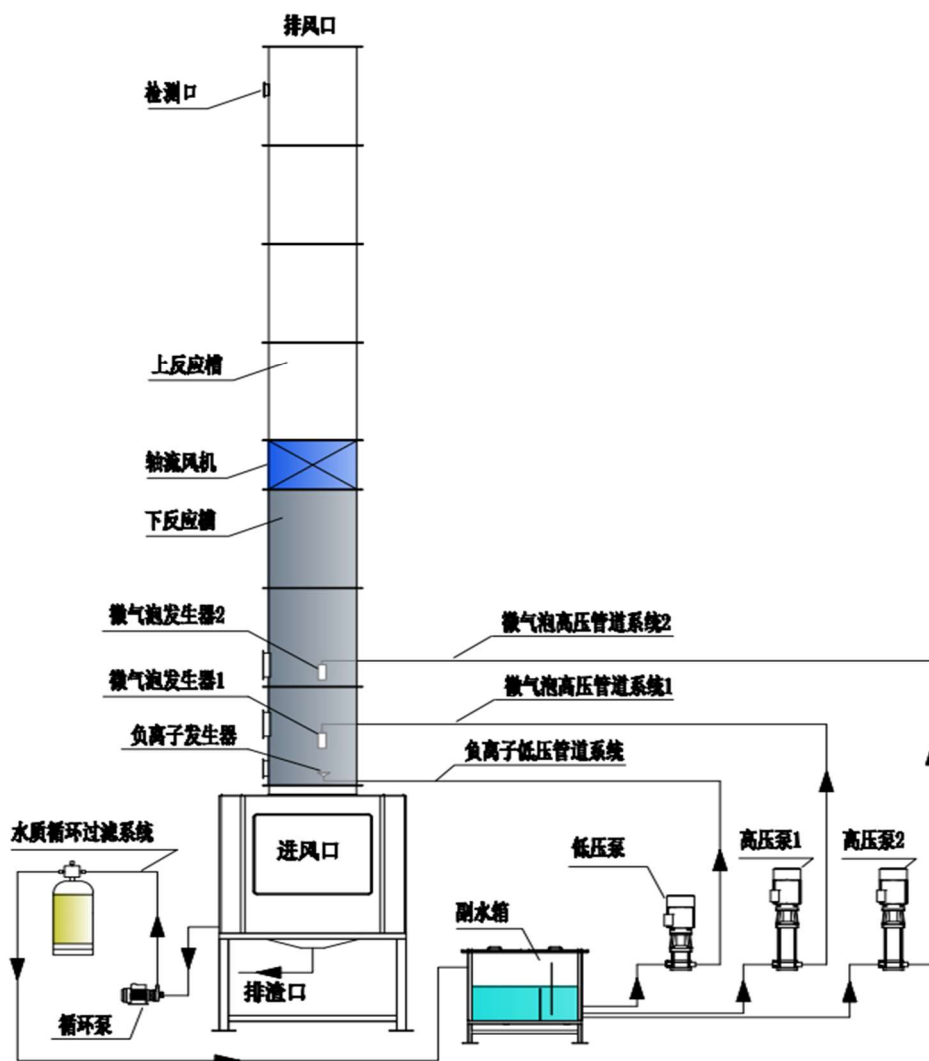 排风口
检测口
上反应槽
轴流风机
下反应槽
微气泡发生器2
微气泡高压管道系统2
微气泡发生器1
微气泡高压管道系统1
负离子发生器
负离子低压管道系统
水质循环过滤系统
进风口
低压泵
高压泵1
高压泵2
副水箱
排渣口
循环泵